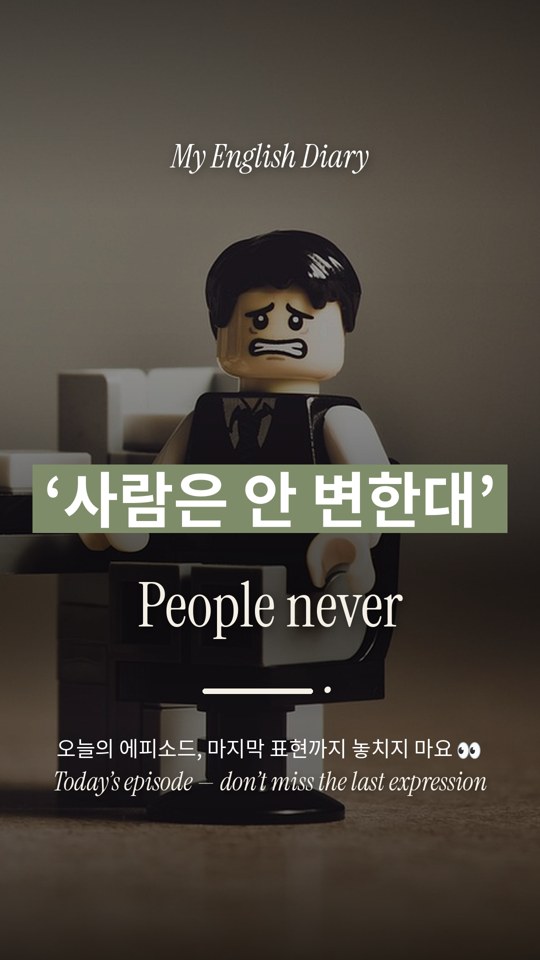 My English Diary
‘사람은 안 변한대’
People never
오늘의 에피소드, 마지막 표현까지 놓치지 마요 👀
Today's episode — don't miss the last expression